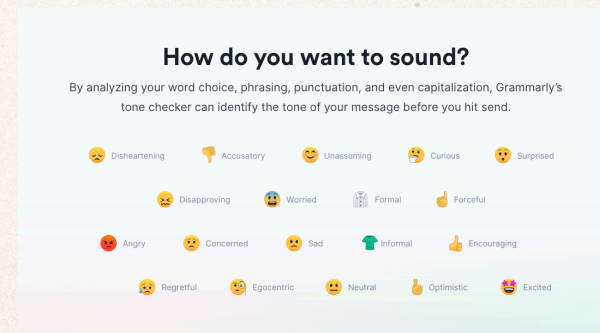 How do you want to sound?
By analyzing your word choice, phrasing, punctuation, and even capitalization, Grammarly's
tone checker can identify the tone of your message before you hit send.
Disheartening Accusatory Unassuming Curious Surprised
Disapproving Worried Formal Forceful
Angry Concerned Sad Informal Encouraging
Regretful Egocentric Neutral Optimistic Excited